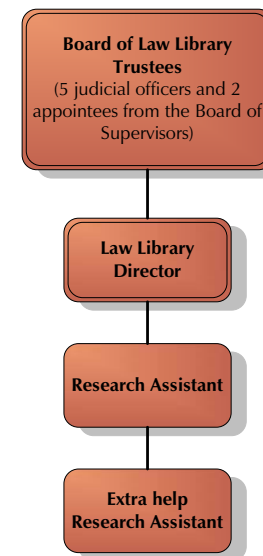 Board of Law Library
Trustees
(5 judicial officers and 2
appointees from the Board of
Supervisors)
Law Library
Director
Research Assistant
Extra help
Research Assistant